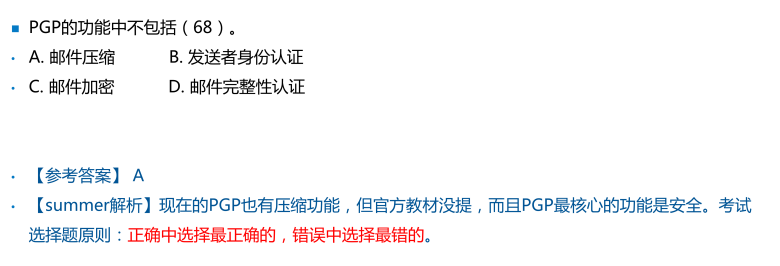 PGP的功能中不包括（68）。
A. 邮件压缩 B. 发送者身份认证
C. 邮件加密 D. 邮件完整性认证
【参考答案】 A
【summer解析】现在的PGP也有压缩功能，但官方教材没提，而且PGP最核心的功能是安全。考试
选择题原则：正确中选择最正确的，错误中选择最错的。